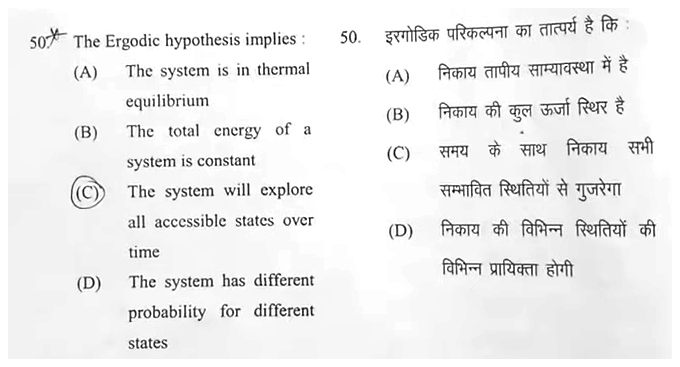 50. The Ergodic hypothesis implies :
(A) The system is in thermal
equilibrium
(B) The total energy of a
system is constant
(C) The system will explore
all accessible states over
time
(D) The system has different
probability for different
states
50. इरगोडिक परिकल्पना का तात्पर्य है कि :
(A) निकाय तापीय साम्यावस्था में है
(B) निकाय की कुल ऊर्जा स्थिर है
(C) समय के साथ निकाय सभी
सम्भावित स्थितियों से गुजरेगा
(D) निकाय की विभिन्न स्थितियों की
विभिन्न प्रायिक्ता होगी